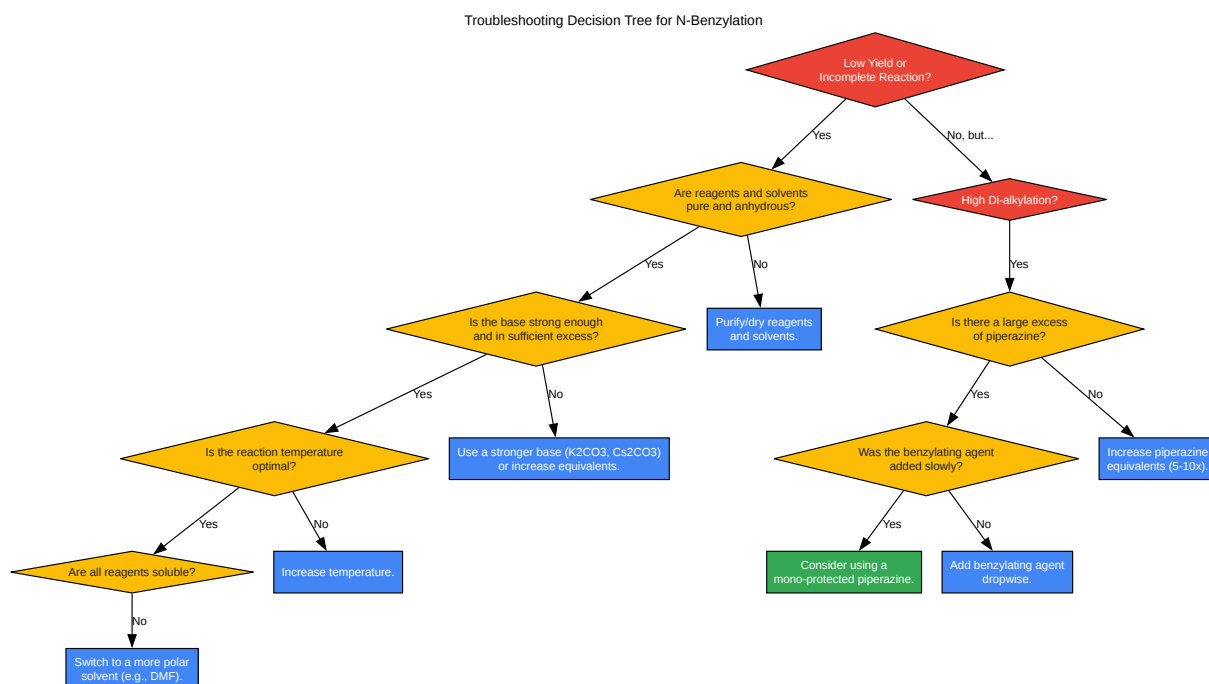 Troubleshooting Decision Tree for N-Benzylation
Low Yield or
Incomplete Reaction?
Yes
No, but...
Are reagents and solvents
pure and anhydrous?
High Di-alkylation?
Yes
No
Yes
Is the base strong enough
and in sufficient excess?
Purify/dry reagents
and solvents.
Is there a large excess
of piperazine?
Yes
No
Yes
No
Is the reaction temperature
optimal?
Use a stronger base (K2CO3, Cs2CO3)
or increase equivalents.
Was the benzylating agent
added slowly?
Increase piperazine
equivalents (5-10x).
Yes
No
Yes
No
Are all reagents soluble?
Increase temperature.
Consider using a
mono-protected piperazine.
Add benzylating agent
dropwise.
No
Switch to a more polar
solvent (e.g., DMF).